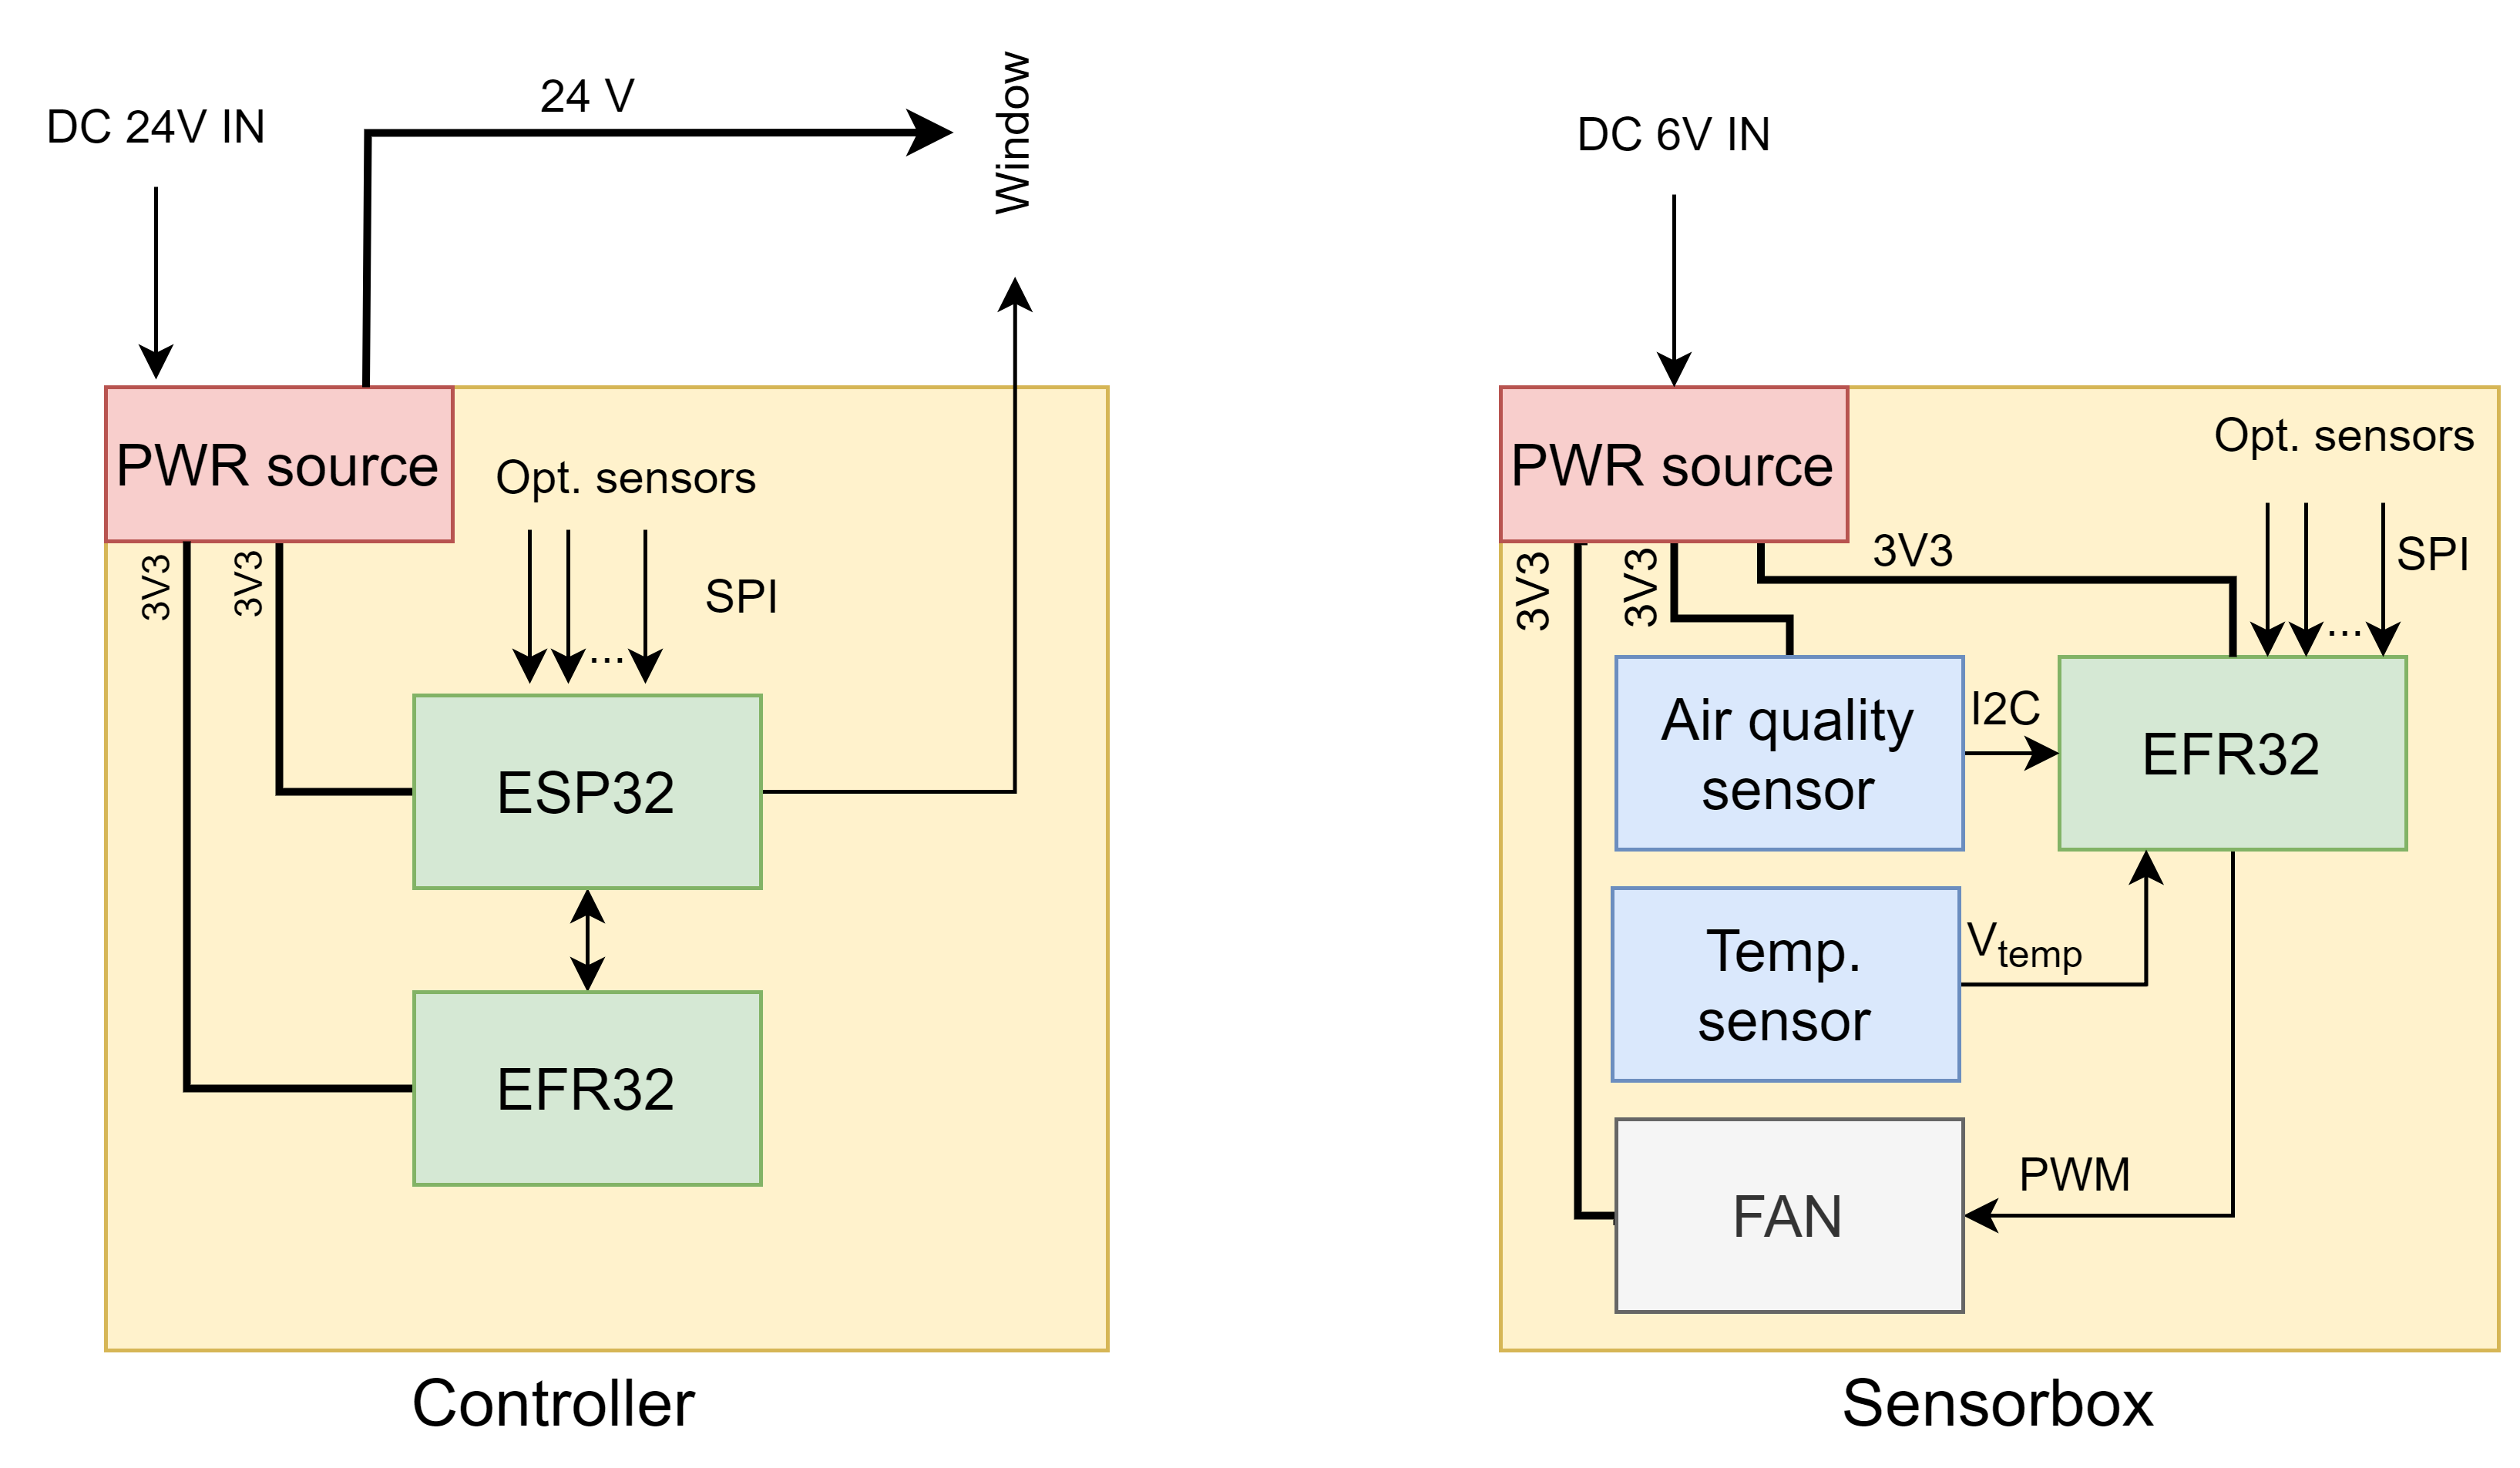 DC 24V IN
24 V
Window
PWR source
Opt. sensors
3V3
3V3
SPI
...
ESP32
EFR32
Controller
DC 6V IN
PWR source
Opt. sensors
3V3
3V3
3V3
SPI
...
Air quality
sensor
I2C
EFR32
Temp.
sensor
Vtemp
PWM
FAN
Sensorbox